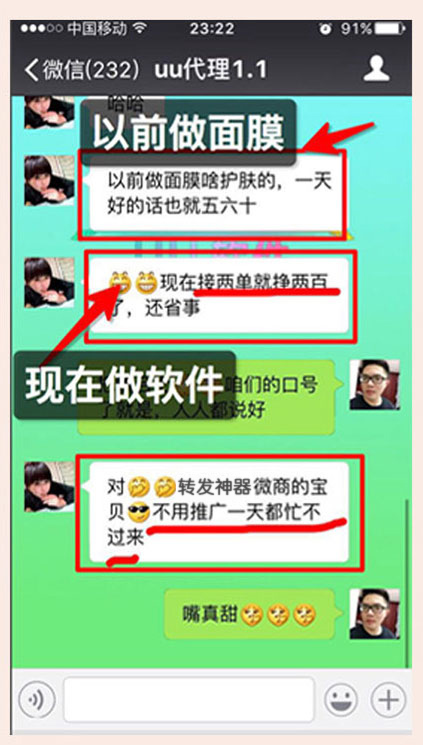 中国移动 23:22 91%
微信(232) uu代理1.1
哈哈
以前做面膜
以前做面膜啥护肤的，一天
好的话也就五六十
现在接两单就挣两百
了，还省事
现在做软件
咱们的口号
了就是，人人都说好
对转发神器微商的宝
贝不用推广一天都忙不
过来
嘴真甜